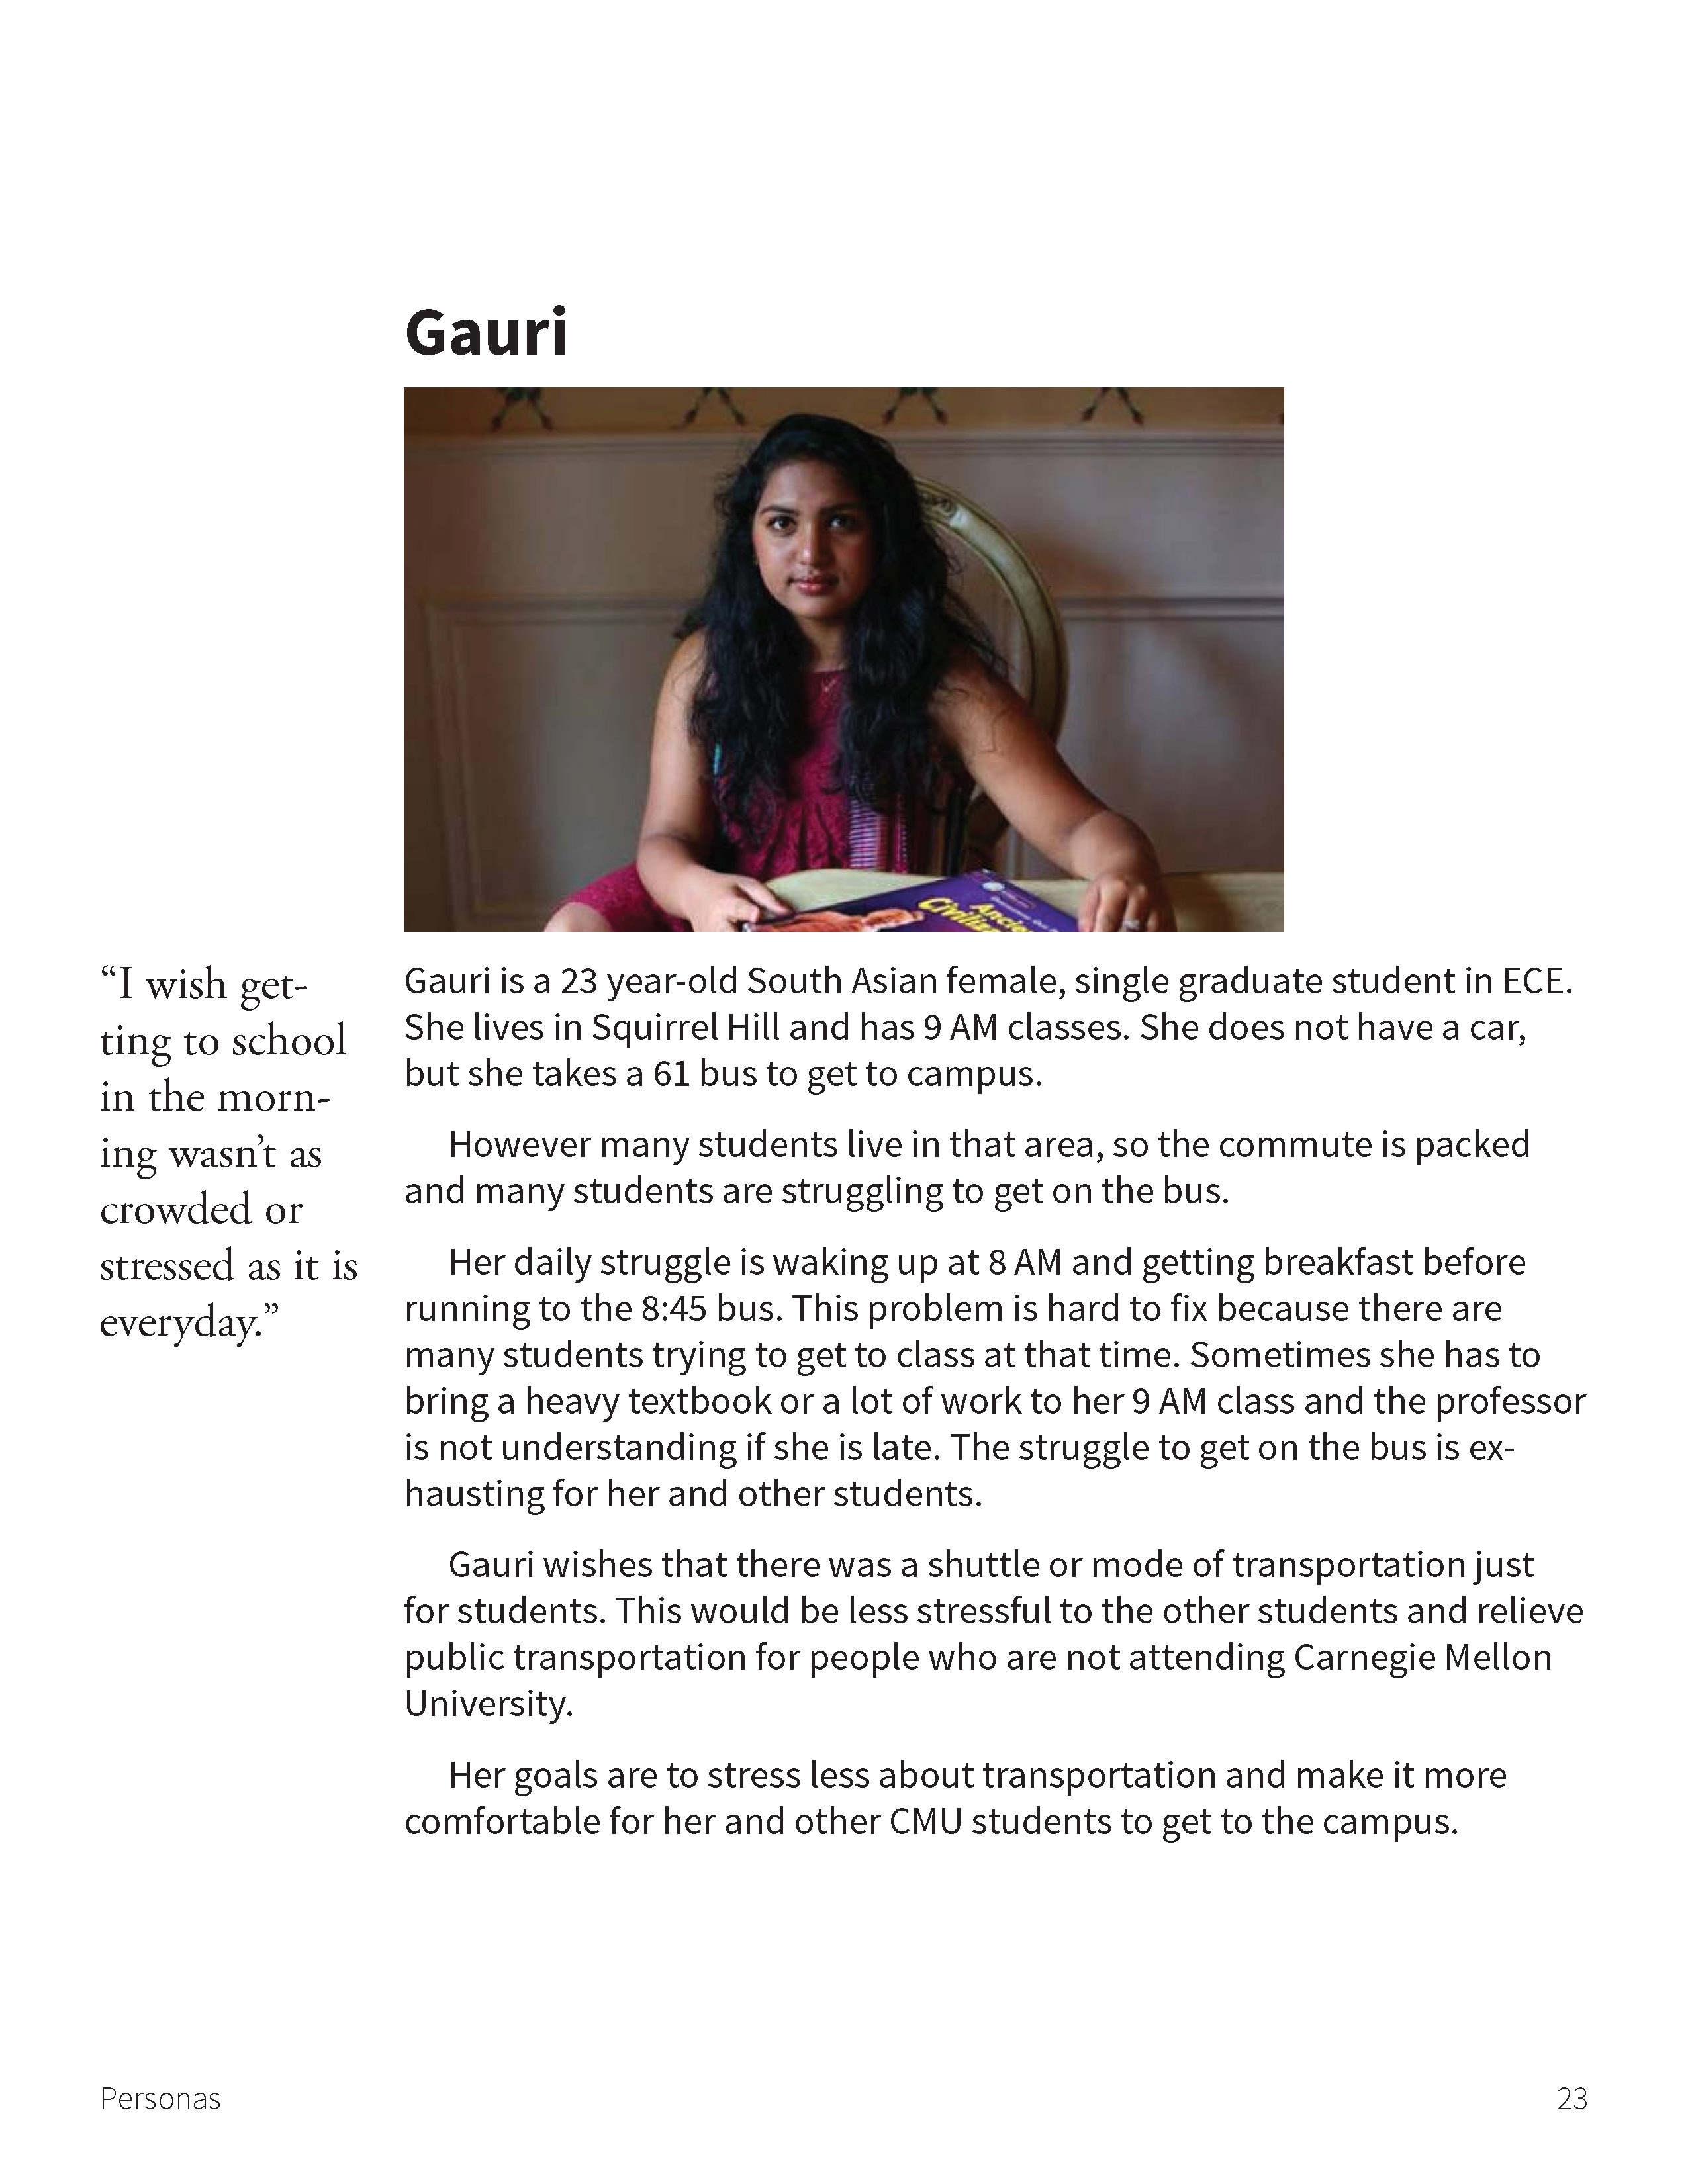 Gauri
Civiliz
“I wish get-
ting to school
in the morn-
ing wasn’t as
crowded or
stressed as it is
everyday.”
Gauri is a 23 year-old South Asian female, single graduate student in ECE.
She lives in Squirrel Hill and has 9 AM classes. She does not have a car,
but she takes a 61 bus to get to campus.
However many students live in that area, so the commute is packed
and many students are struggling to get on the bus.
Her daily struggle is waking up at 8 AM and getting breakfast before
running to the 8:45 bus. This problem is hard to fix because there are
many students trying to get to class at that time. Sometimes she has to
bring a heavy textbook or a lot of work to her 9 AM class and the professor
is not understanding if she is late. The struggle to get on the bus is ex-
hausting for her and other students.
Gauri wishes that there was a shuttle or mode of transportation just
for students. This would be less stressful to the other students and relieve
public transportation for people who are not attending Carnegie Mellon
University.
Her goals are to stress less about transportation and make it more
comfortable for her and other CMU students to get to the campus.
Personas
23